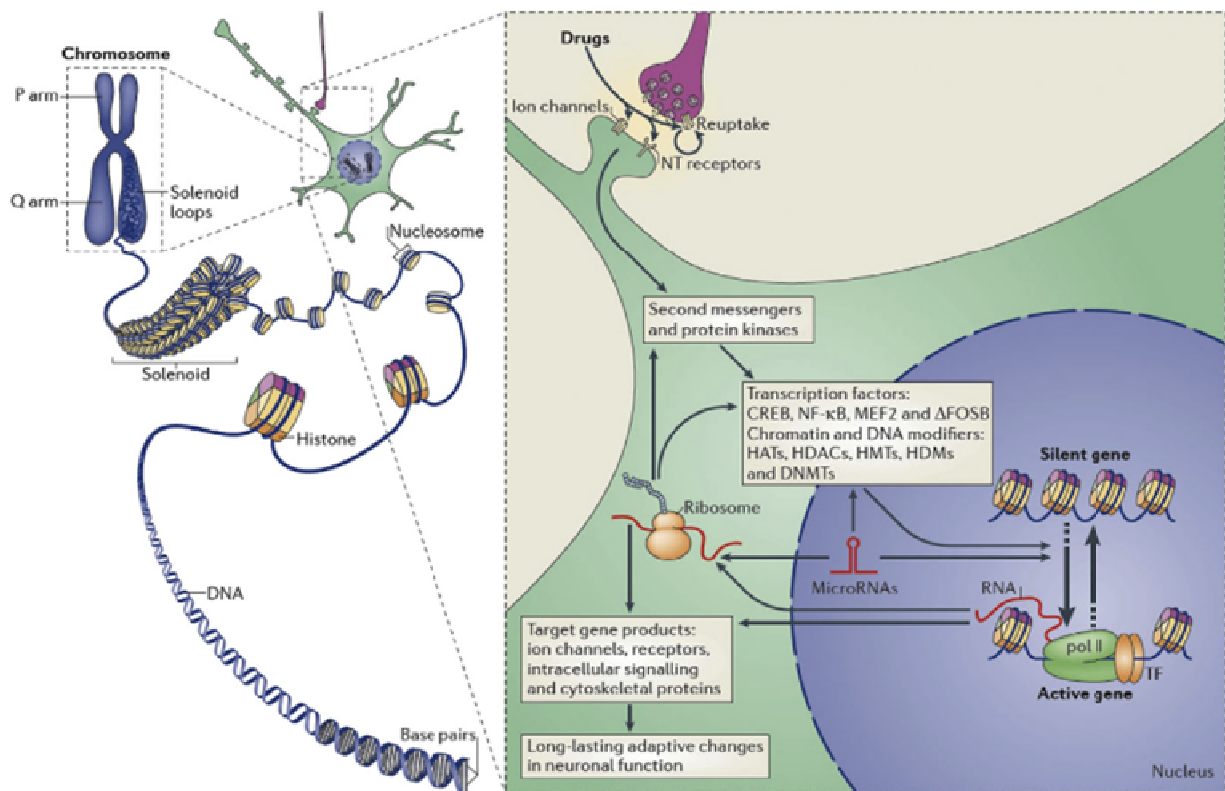 Chromosome
P arm
Q arm
Solenoid
loops
Nucleosome
Solenoid
Histone
DNA
Base pairs
Drugs
Ion channels
Reuptake
NT receptors
Second messengers
and protein kinases
Transcription factors:
CREB, NF-κB, MEF2 and ΔFOSB
Chromatin and DNA modifiers:
HATs, HDACs, HMTs, HDMs
and DNMTs
Silent gene
Ribosome
MicroRNAs
RNA
pol II
TF
Active gene
Target gene products:
ion channels, receptors,
intracellular signalling
and cytoskeletal proteins
Long-lasting adaptive changes
in neuronal function
Nucleus